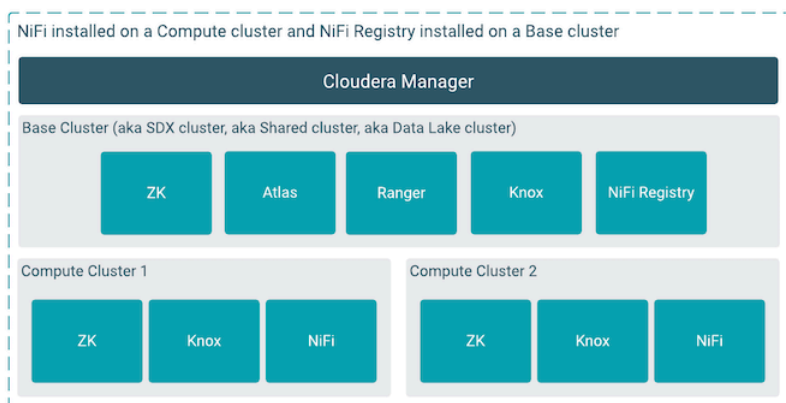 NiFi installed on a Compute cluster and NiFi Registry installed on a Base cluster
Cloudera Manager
Base Cluster (aka SDX cluster, aka Shared cluster, aka Data Lake cluster)
ZK
Atlas
Ranger
Knox
NiFi Registry
Compute Cluster 1
ZK
Knox
NiFi
Compute Cluster 2
ZK
Knox
NiFi